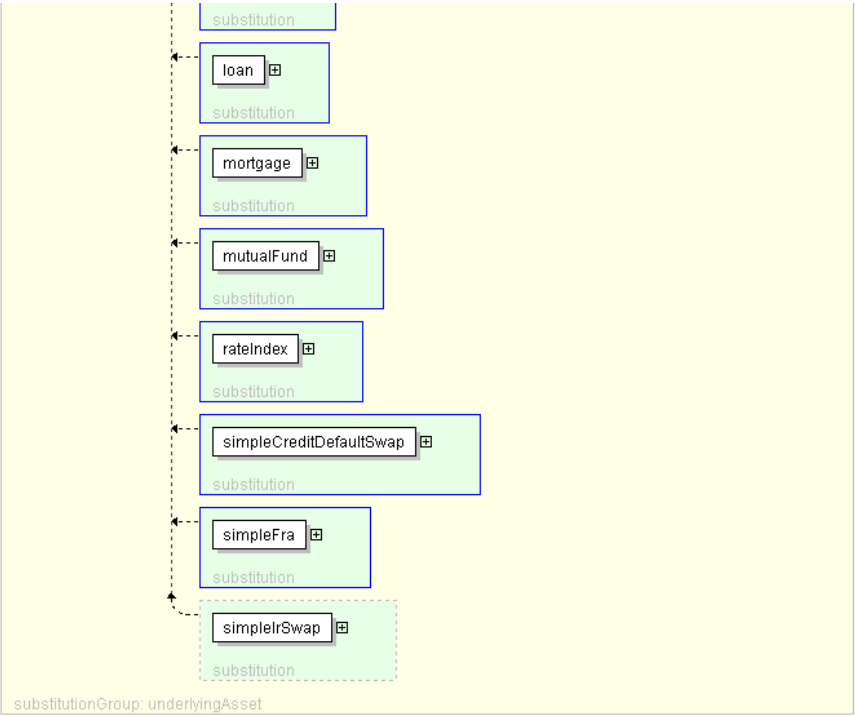 substitution
loan
substitution
mortgage
substitution
mutualFund
substitution
rateIndex
substitution
simpleCreditDefaultSwap
substitution
simpleFra
substitution
simpleIrSwap
substitution
substitutionGroup: underlyingAsset